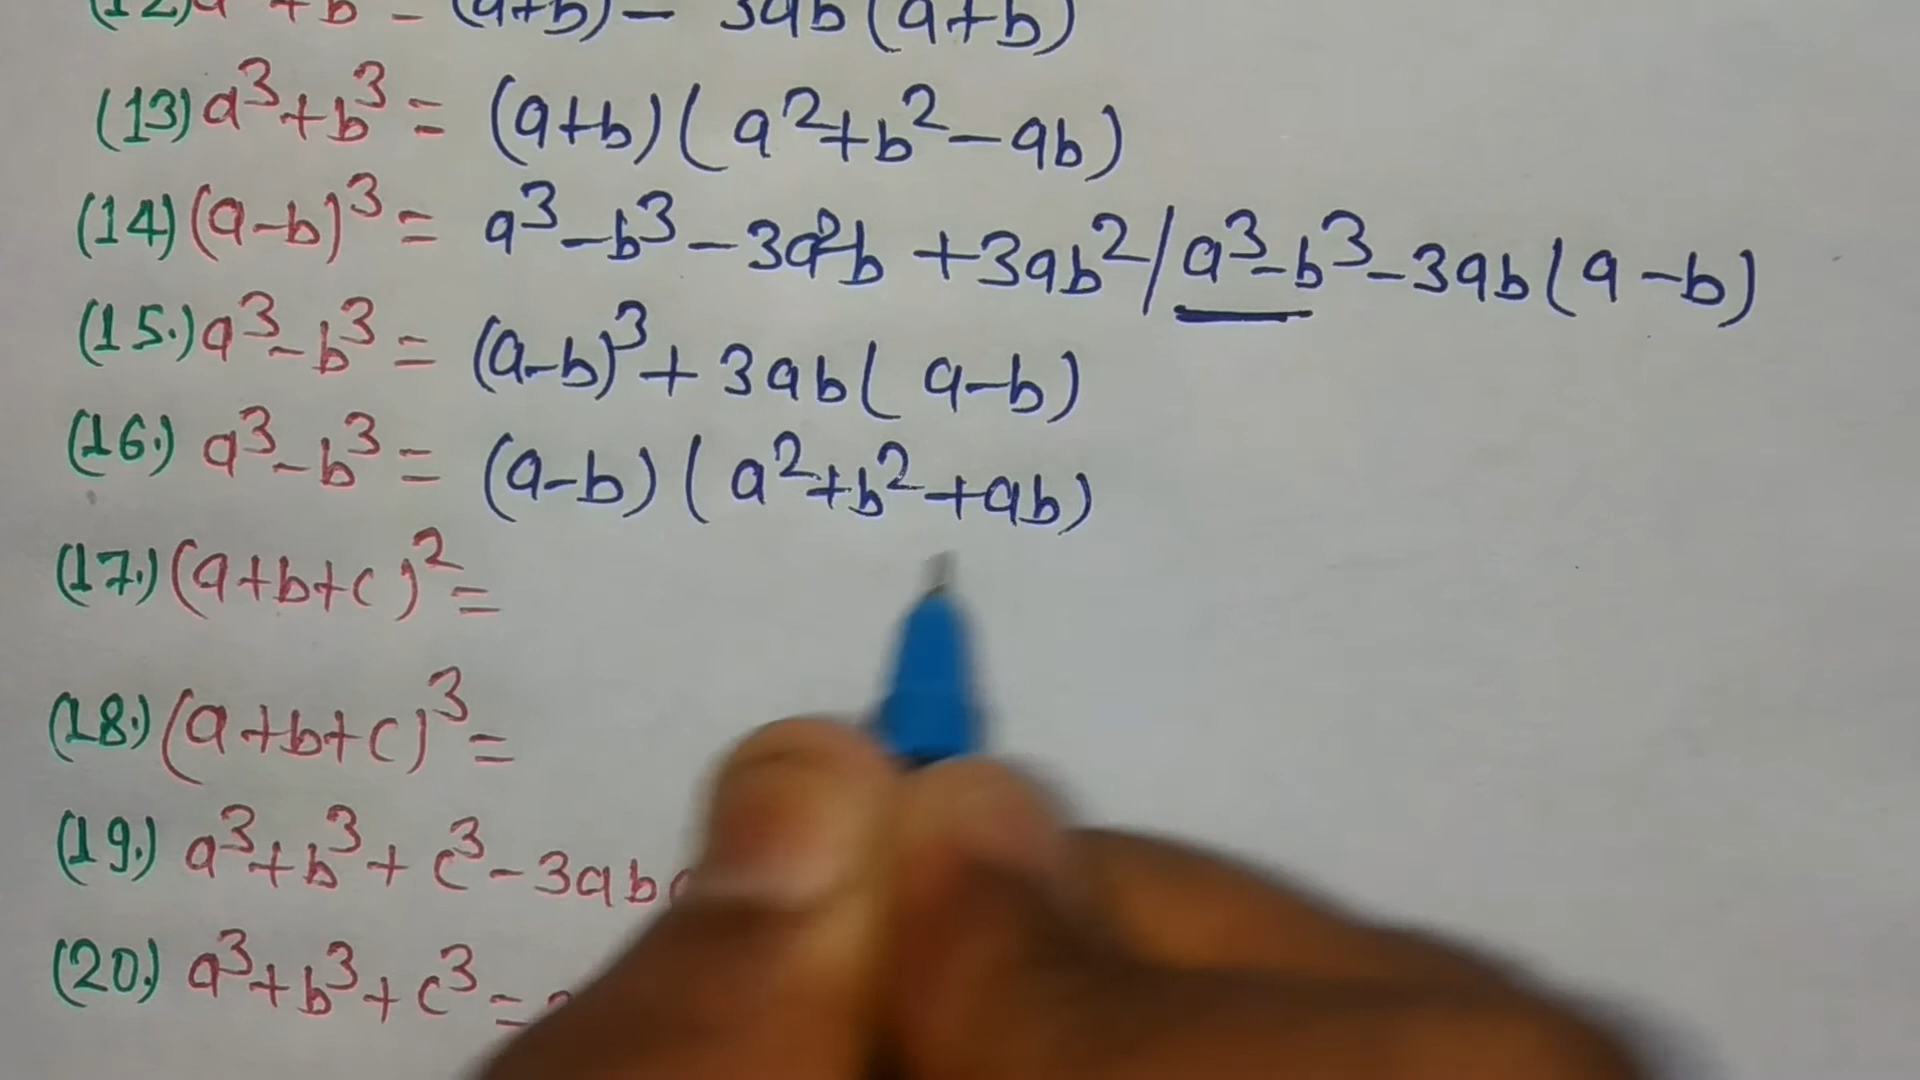 (12) a + b = (a+b) - 3ab(a+b)
(13) a³+b³ = (a+b)(a²+b²-ab)
(14) (a-b)³ = a³-b³-3a²b+3ab² / a³-b³-3ab(a-b)
(15.) a³-b³ = (a-b)³+3ab(a-b)
(16.) a³-b³ = (a-b)(a²+b²+ab)
(17.) (a+b+c)² =
(18.) (a+b+c)³ =
(19.) a³+b³+c³-3ab
(20.) a³+b³+c³ =